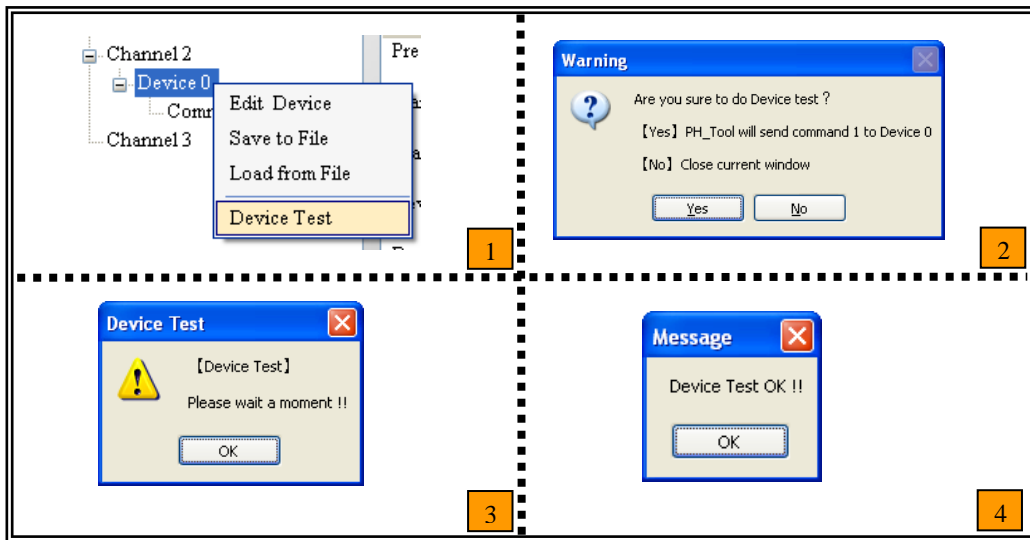 Channel 2
Pre
Device 0
Edit Device
Channel 3
Save to File
Load from File
Device Test
1
Warning
Are you sure to do Device test ?
【Yes】 PH_Tool will send command 1 to Device 0
【No】 Close current window
Yes
No
2
Device Test
【Device Test】
Please wait a moment !!
OK
3
Message
Device Test OK !!
OK
4